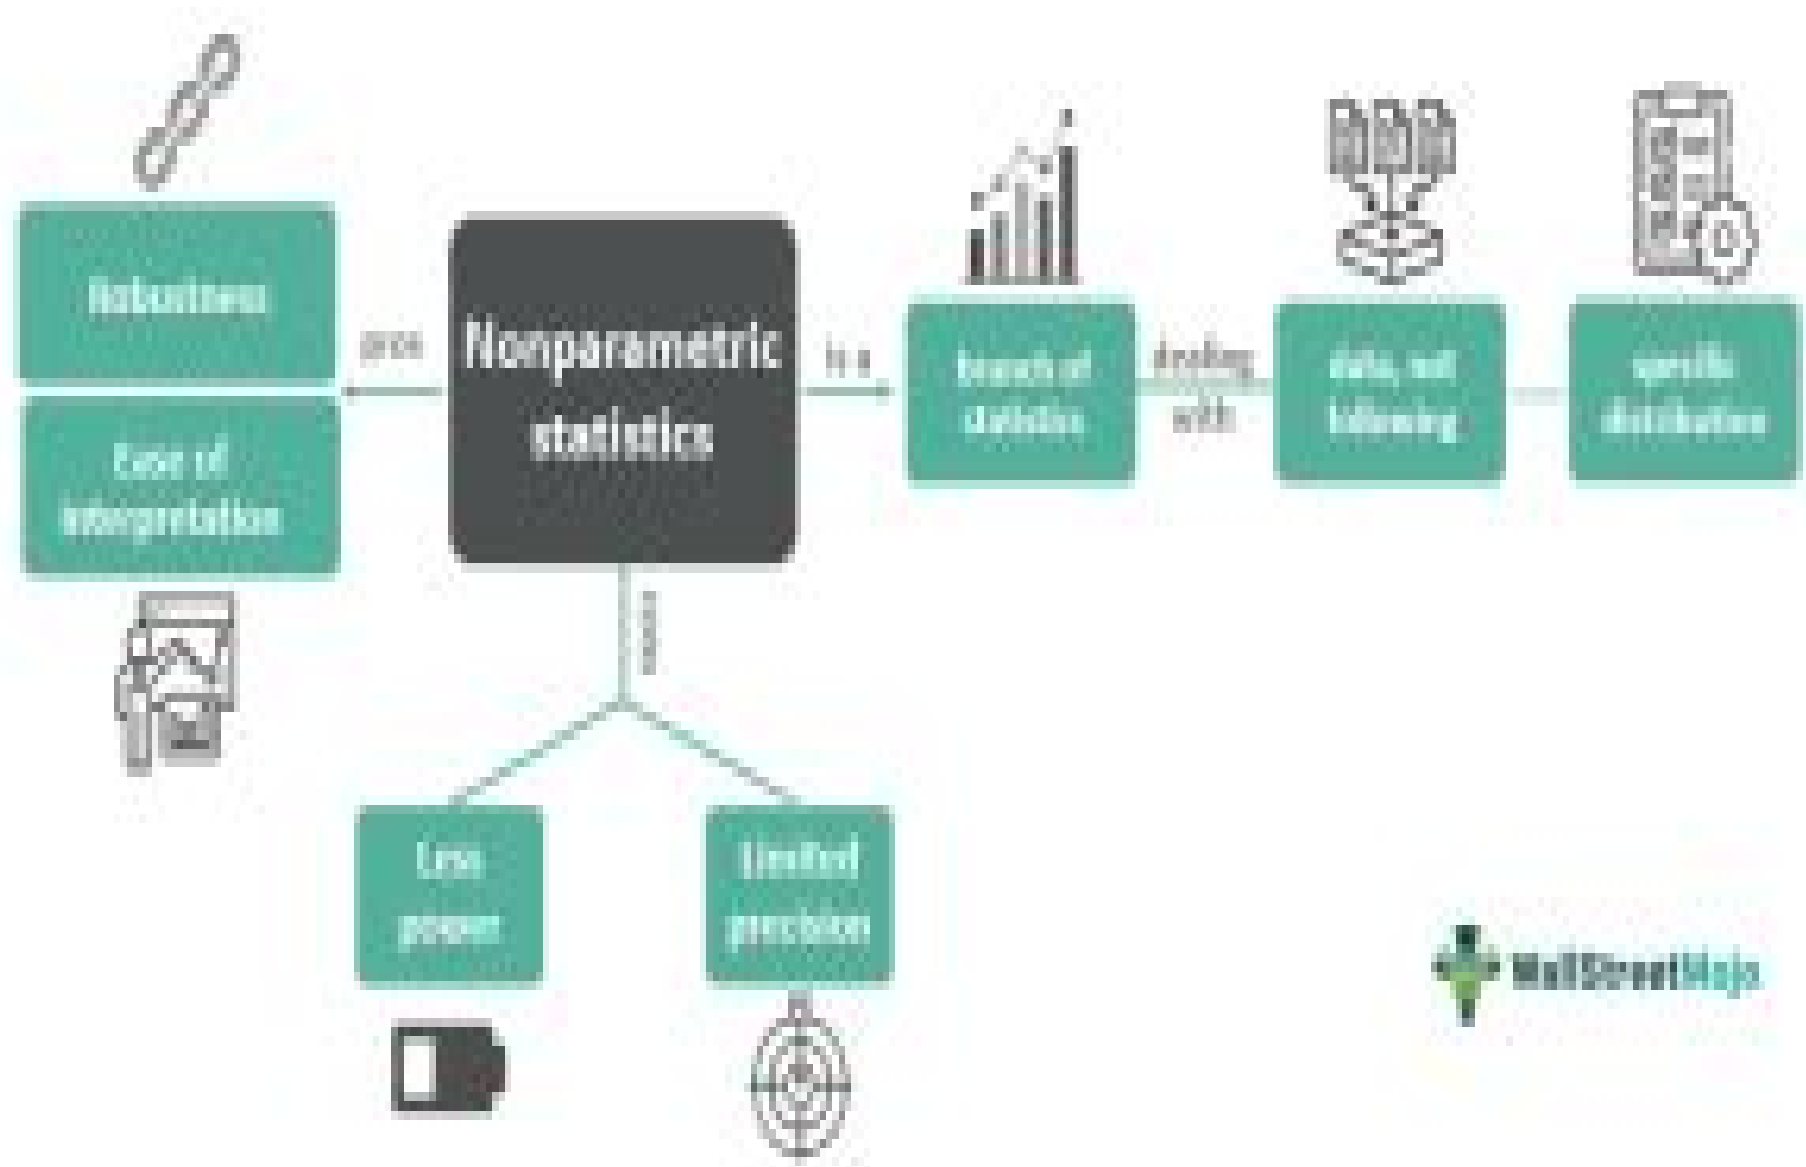 Robustness
Ease of
interpretation
pros
Nonparametric
statistics
is a
branch of
statistics
dealing
with
data, not
following
specific
distribution
Less
power
Limited
precision
WallStreetMojo